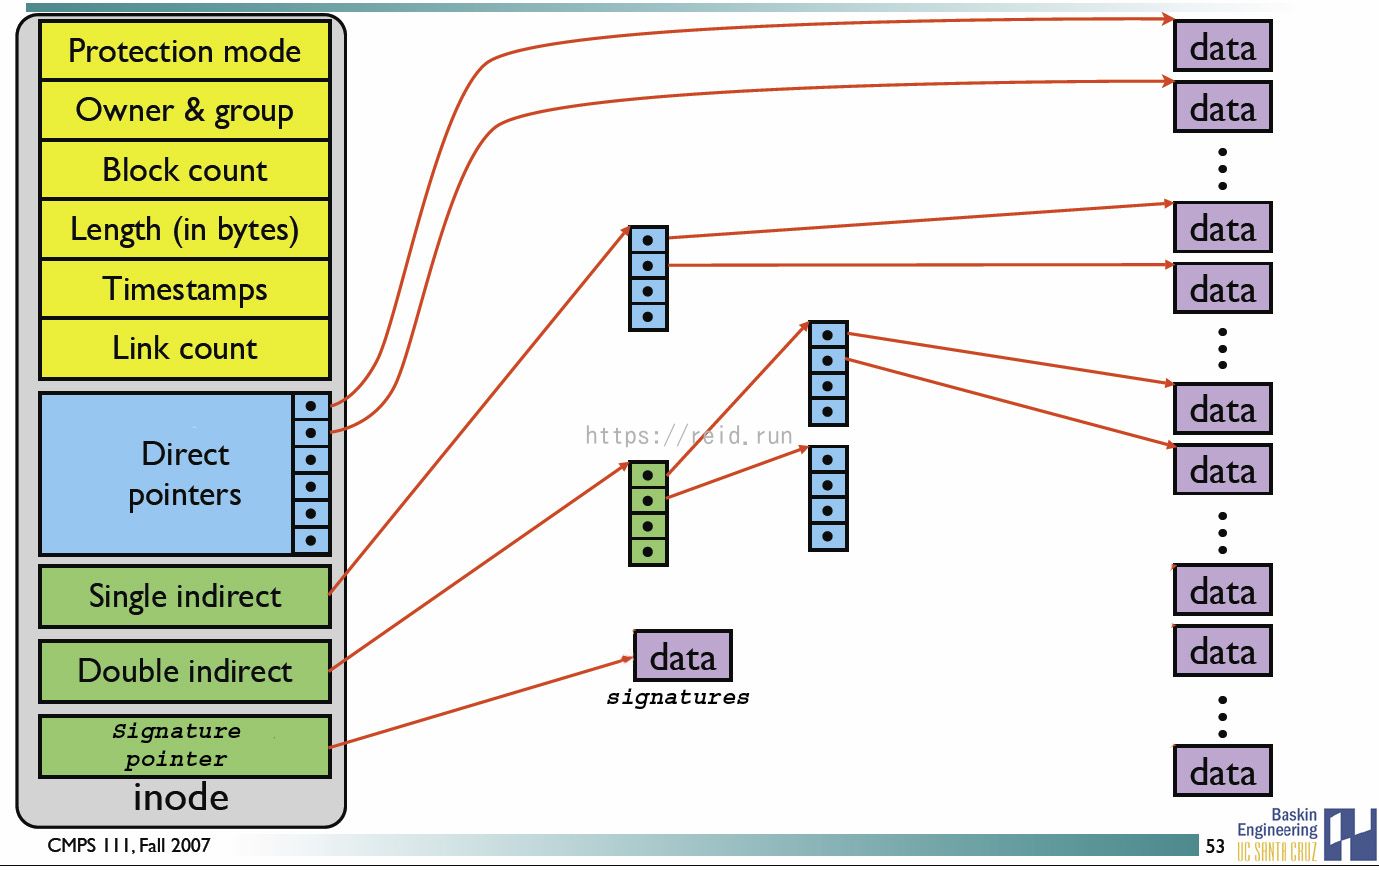 Protection mode
Owner & group
Block count
Length (in bytes)
Timestamps
Link count
Direct
pointers
Single indirect
Double indirect
Signature
pointer
inode
https://reid.run
data
signatures
data
data
data
data
data
data
data
data
data
CMPS 111, Fall 2007
53
Baskin
Engineering
UC SANTA CRUZ